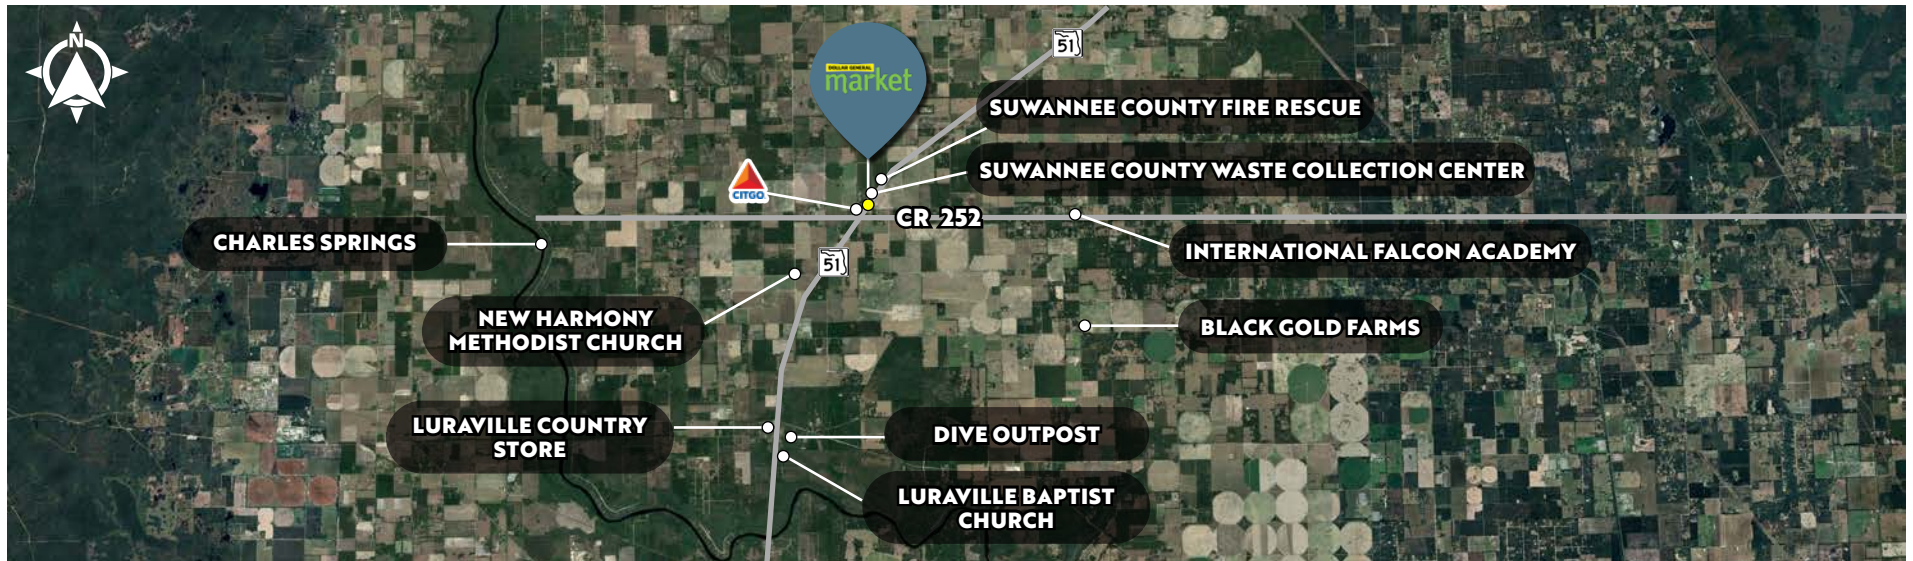 N
51
DOLLAR GENERAL
market
SUWANNEE COUNTY FIRE RESCUE
SUWANNEE COUNTY WASTE COLLECTION CENTER
CITGO
CR 252
CHARLES SPRINGS
INTERNATIONAL FALCON ACADEMY
51
NEW HARMONY
METHODIST CHURCH
BLACK GOLD FARMS
LURAVILLE COUNTRY
STORE
DIVE OUTPOST
LURAVILLE BAPTIST
CHURCH